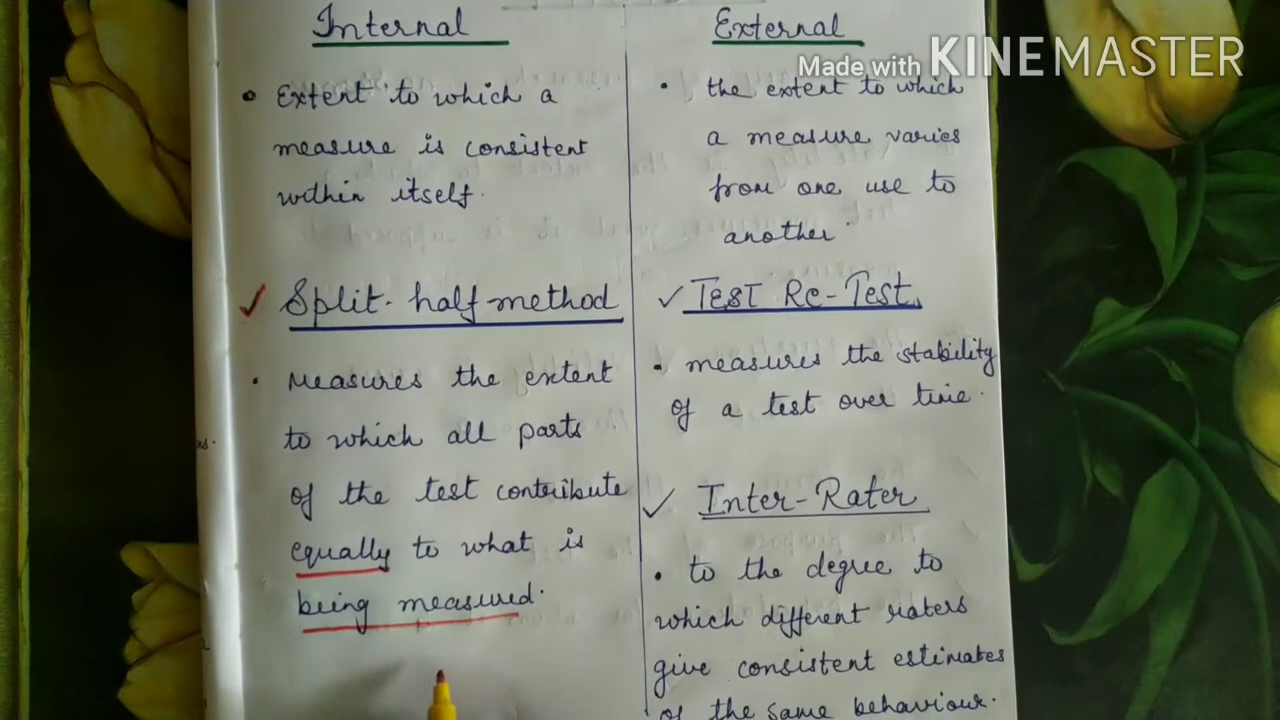 Internal
• Extent to which a
measure is consistent
within itself.
✓ Split-half method
• Measures the extent
to which all parts
of the test contribute
equally to what is
being measured.
External
Made with KINEMASTER
• the extent to which
a measure varies
from one use to
another.
✓ TEST Re-Test.
• measures the stability
of a test over time.
✓ Inter-Rater
• to the degree to
which different raters
give consistent estimates
of the same behaviour.